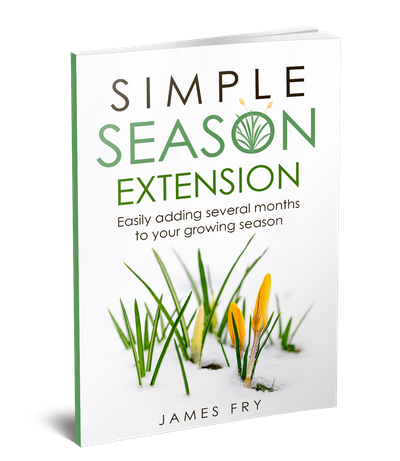 SIMPLE
SEASON
EXTENSION
Easily adding several months
to your growing season
JAMES FRY